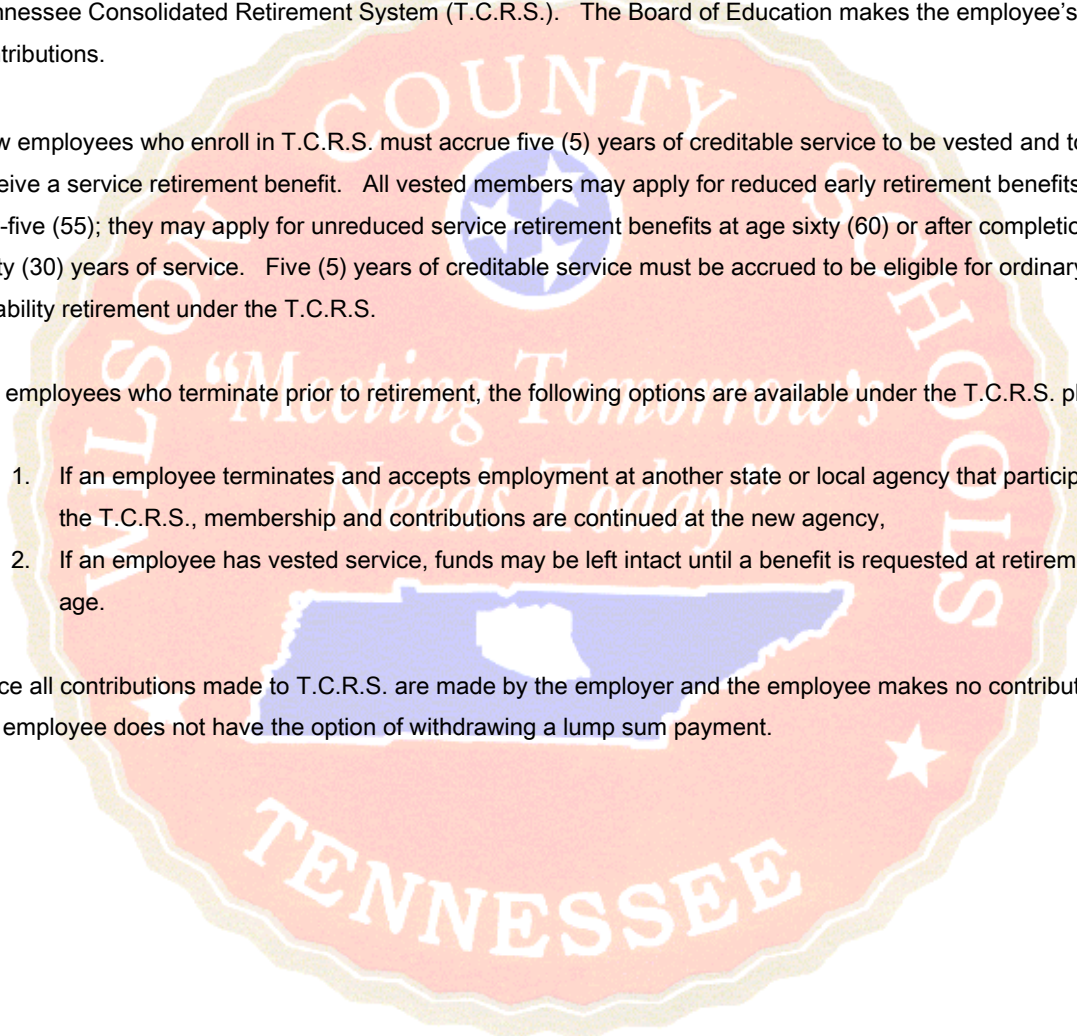 nnessee Consolidated Retirement System (T.C.R.S.). The Board of Education makes the employee's
ntributions.
w employees who enroll in T.C.R.S. must accrue five (5) years of creditable service to be vested and to
eive a service retirement benefit. All vested members may apply for reduced early retirement benefits
-five (55); they may apply for unreduced service retirement benefits at age sixty (60) or after completio
ty (30) years of service. Five (5) years of creditable service must be accrued to be eligible for ordinary
ability retirement under the T.C.R.S.
employees who terminate prior to retirement, the following options are available under the T.C.R.S. pl
1. If an employee terminates and accepts employment at another state or local agency that particip
the T.C.R.S., membership and contributions are continued at the new agency,
2. If an employee has vested service, funds may be left intact until a benefit is requested at retirem
age.
ce all contributions made to T.C.R.S. are made by the employer and the employee makes no contribut
employee does not have the option of withdrawing a lump sum payment.
WILSON COUNTY SCHOOLS
"Meeting Tomorrow's
Needs Today"
TENNESSEE